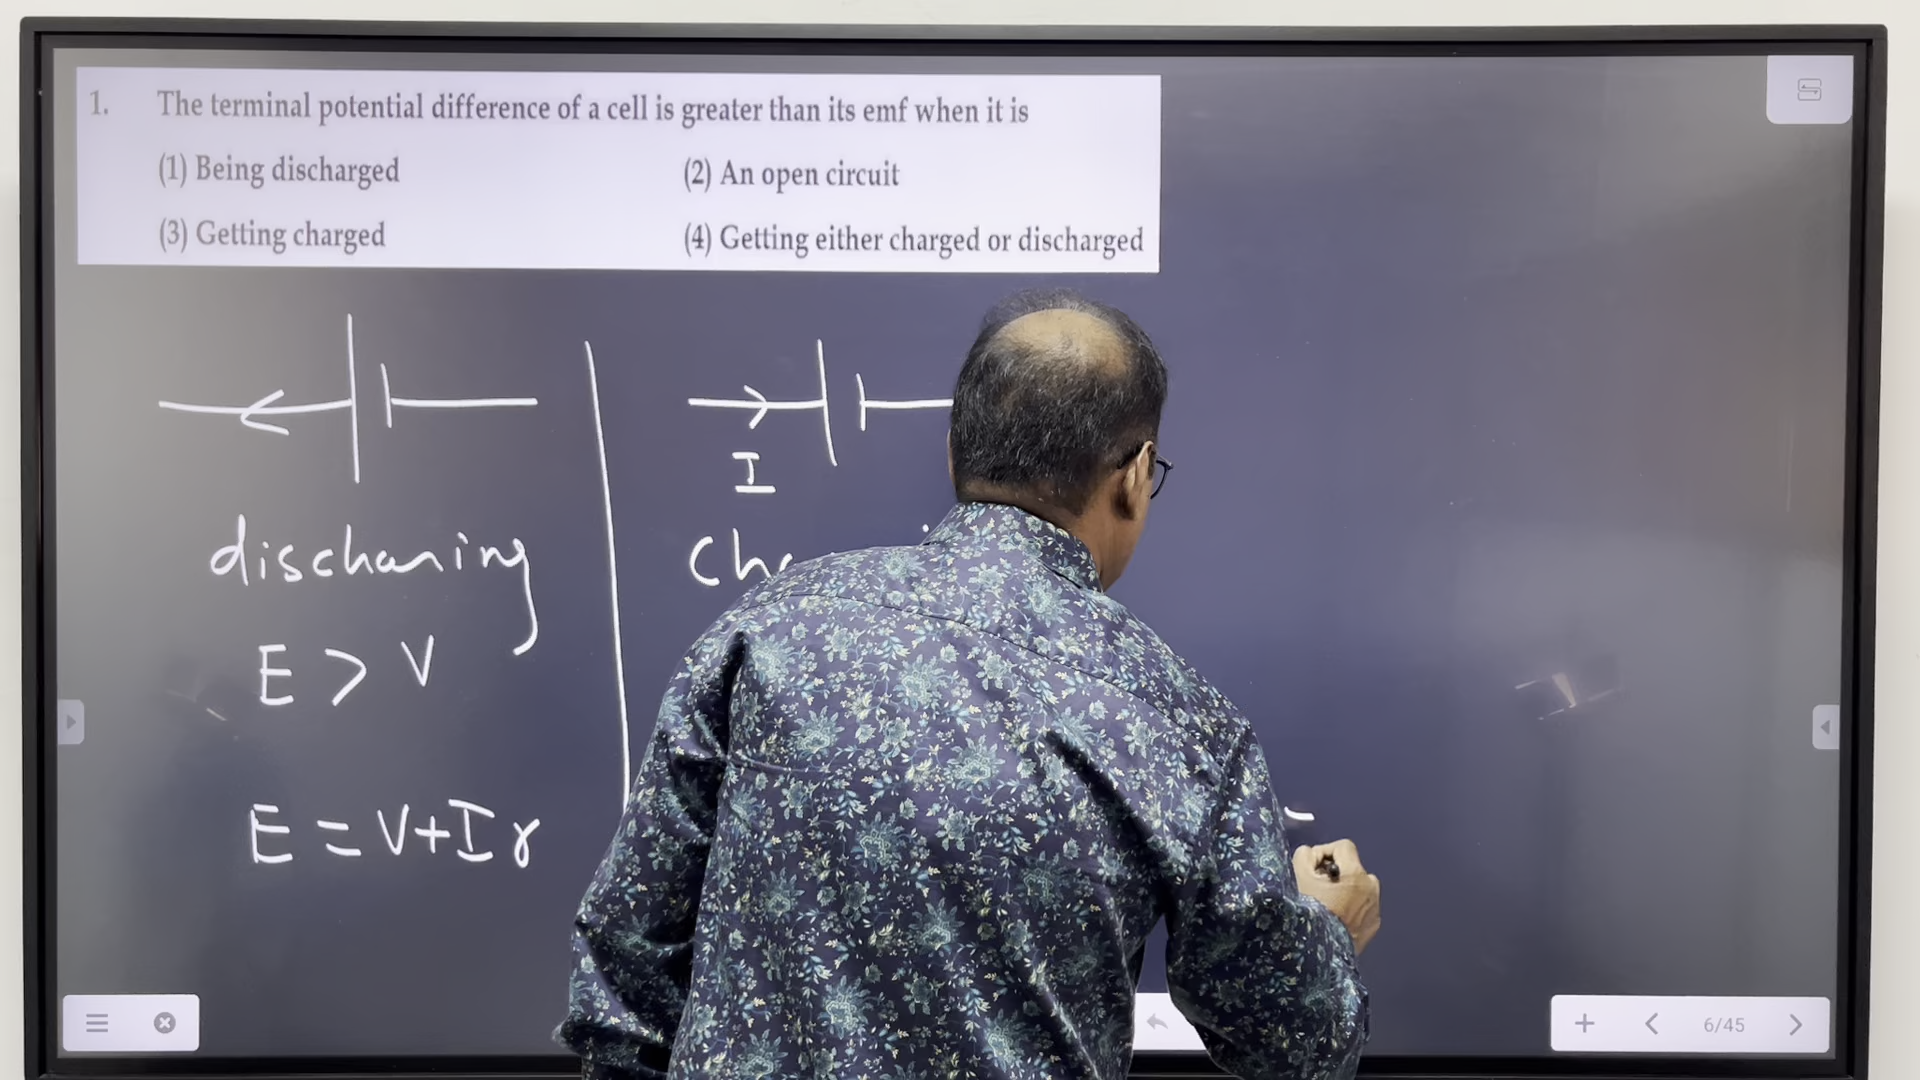 1. The terminal potential difference of a cell is greater than its emf when it is
(1) Being discharged (2) An open circuit
(3) Getting charged (4) Getting either charged or discharged
I
discharing
E > V
E = V+Ir
6/45